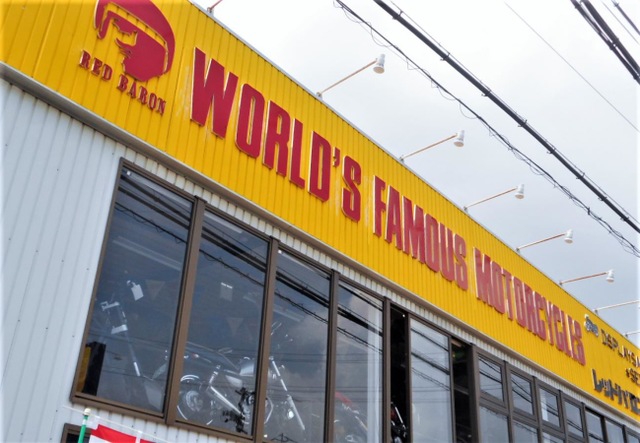 RED BARON
WORLD'S FAMOUS MOTORCYCLES